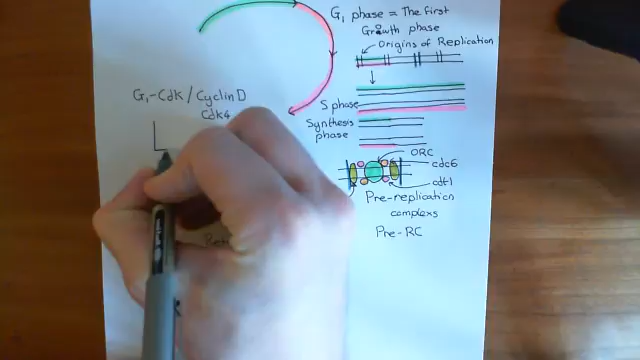 G₁ phase = The First
Growth phase
Origins of Replication
G₁-Cdk / Cyclin D
Cdk4
S phase
Synthesis
phase
ORC
cdc6
cdt1
Pre-replication
complexs
Pre-RC